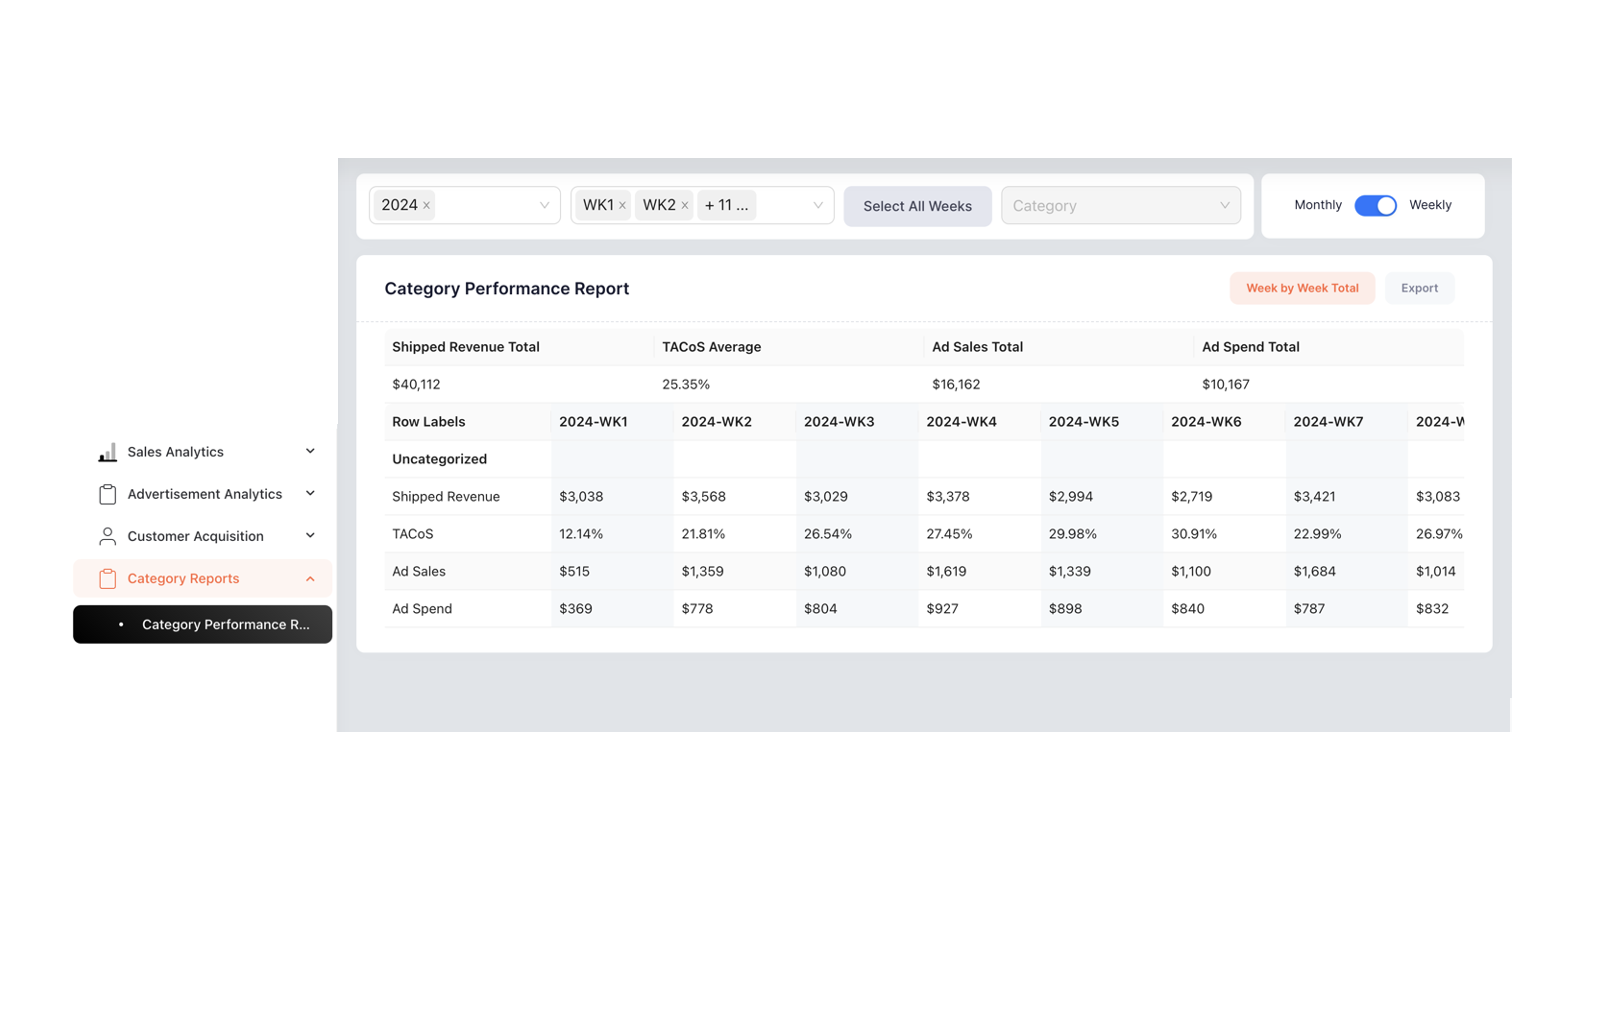 2024 × WK1 × WK2 × + 11 ... Select All Weeks Category Monthly Weekly
Category Performance Report Week by Week Total Export
Shipped Revenue Total TACoS Average Ad Sales Total Ad Spend Total
$40,112 25.35% $16,162 $10,167
Row Labels 2024-WK1 2024-WK2 2024-WK3 2024-WK4 2024-WK5 2024-WK6 2024-WK7 2024-W
Uncategorized
Shipped Revenue $3,038 $3,568 $3,029 $3,378 $2,994 $2,719 $3,421 $3,083
TACoS 12.14% 21.81% 26.54% 27.45% 29.98% 30.91% 22.99% 26.97%
Ad Sales $515 $1,359 $1,080 $1,619 $1,339 $1,100 $1,684 $1,014
Ad Spend $369 $778 $804 $927 $898 $840 $787 $832
Sales Analytics
Advertisement Analytics
Customer Acquisition
Category Reports
• Category Performance R...